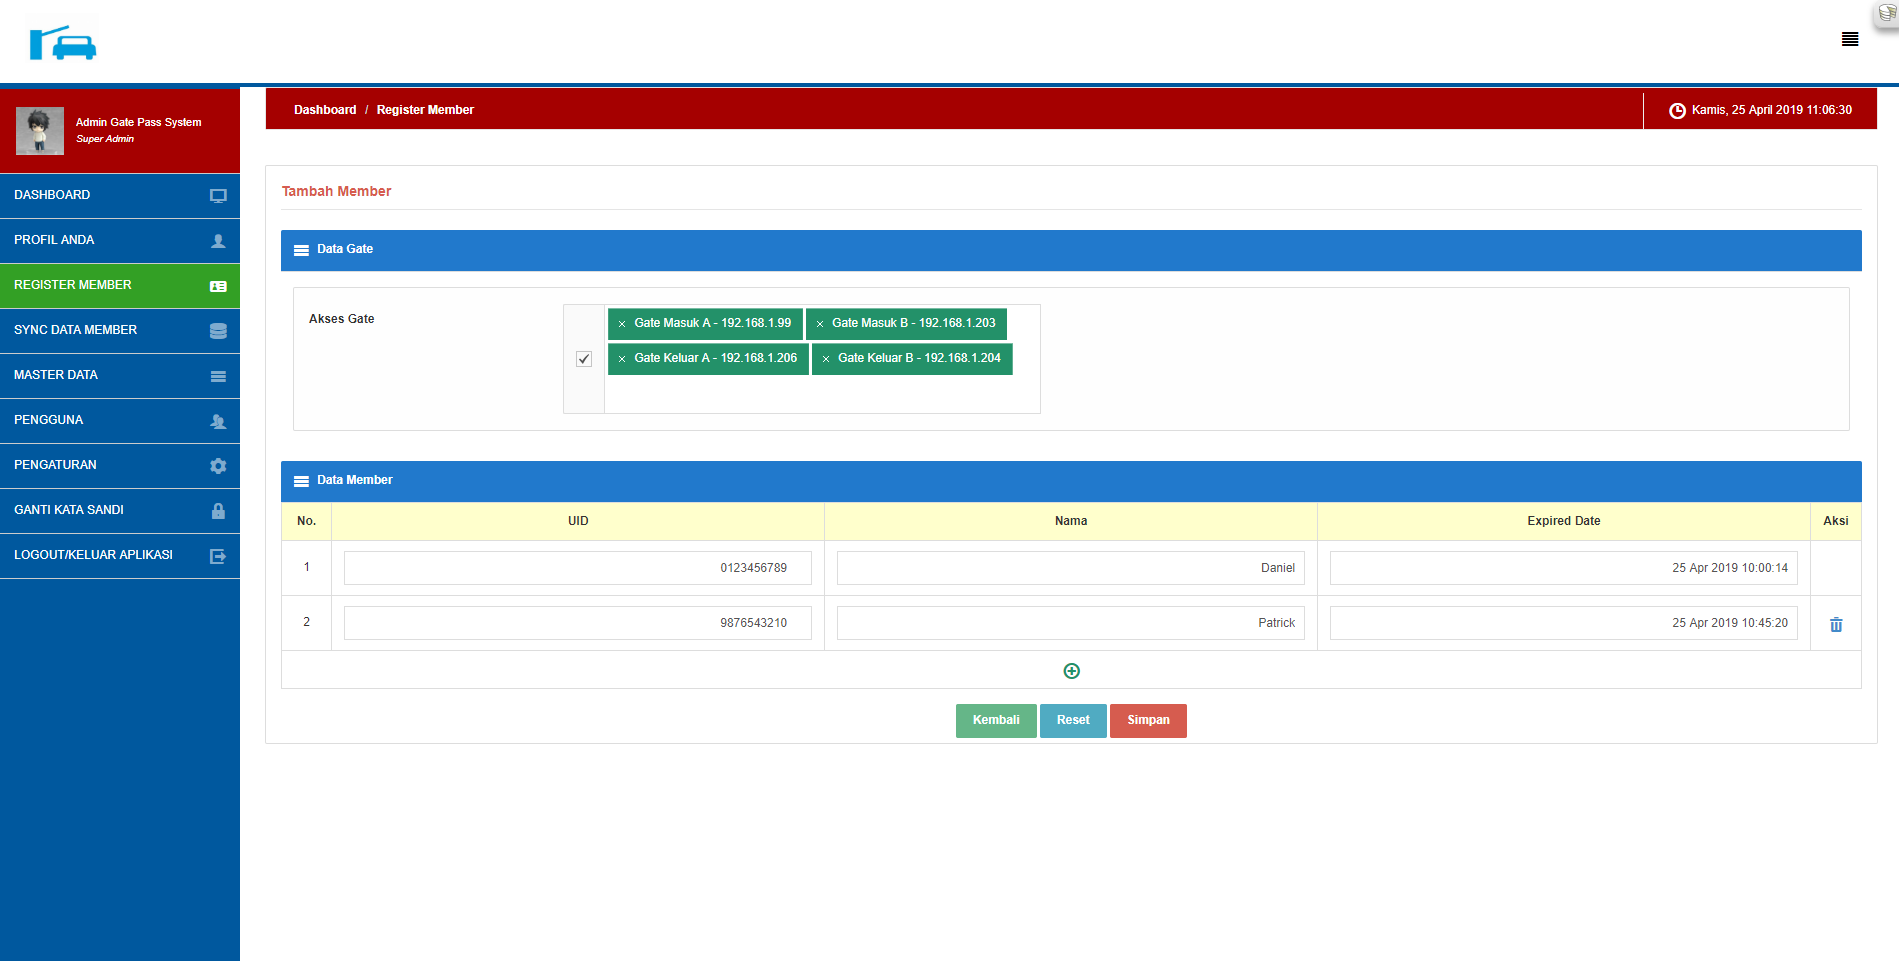 Admin Gate Pass System
Super Admin
DASHBOARD
PROFIL ANDA
REGISTER MEMBER
SYNC DATA MEMBER
MASTER DATA
PENGGUNA
PENGATURAN
GANTI KATA SANDI
LOGOUT/KELUAR APLIKASI
Dashboard / Register Member
Kamis, 25 April 2019 11:06:30
Tambah Member
Data Gate
Akses Gate
× Gate Masuk A - 192.168.1.99 × Gate Masuk B - 192.168.1.203
× Gate Keluar A - 192.168.1.206 × Gate Keluar B - 192.168.1.204
Data Member
No. UID Nama Expired Date Aksi
1 0123456789 Daniel 25 Apr 2019 10:00:14
2 9876543210 Patrick 25 Apr 2019 10:45:20
Kembali Reset Simpan